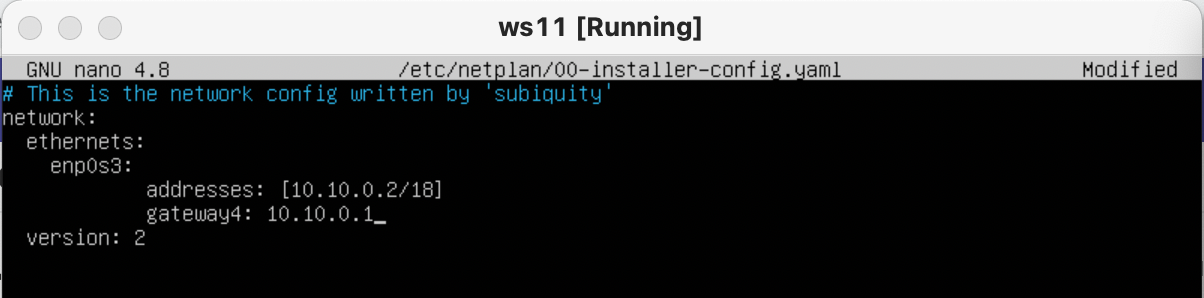 ws11 [Running]
GNU nano 4.8 /etc/netplan/00-installer-config.yaml Modified
# This is the network config written by 'subiquity'
network:
  ethernets:
    enp0s3:
            addresses: [10.10.0.2/18]
            gateway4: 10.10.0.1_
  version: 2